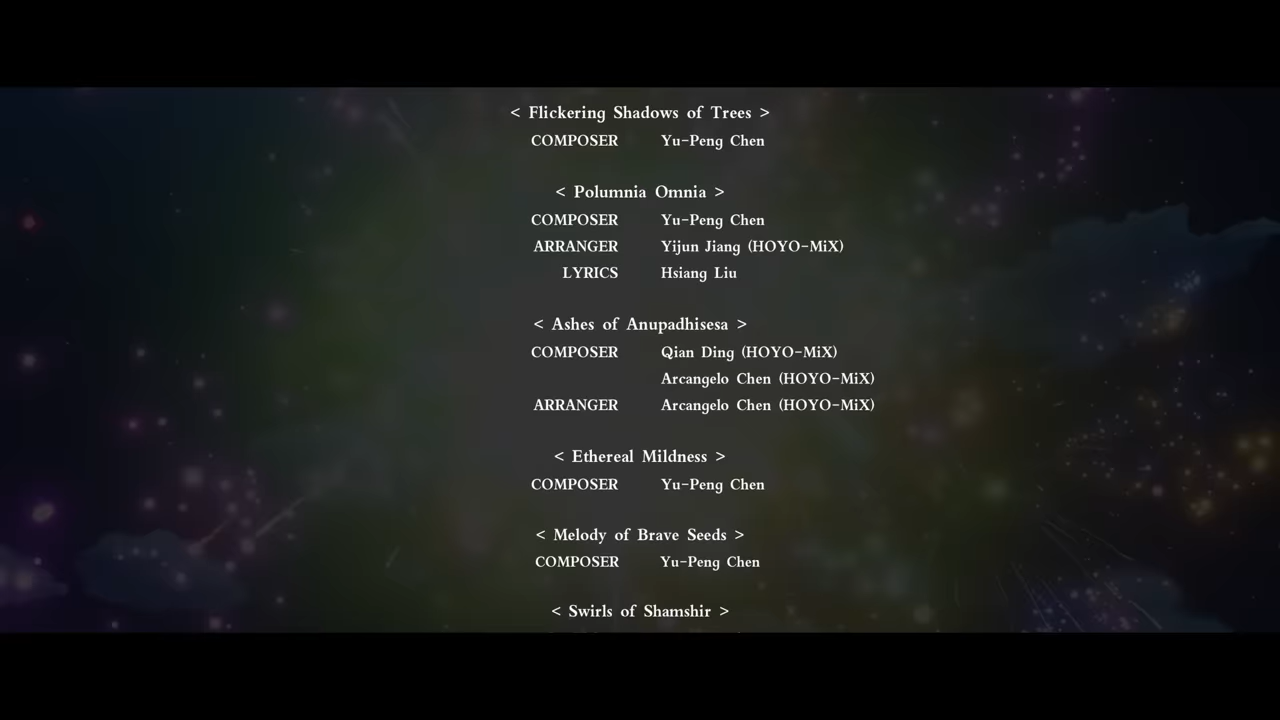 < Flickering Shadows of Trees >
COMPOSER Yu-Peng Chen
< Polumnia Omnia >
COMPOSER Yu-Peng Chen
ARRANGER Yijun Jiang (HOYO-MiX)
LYRICS Hsiang Liu
< Ashes of Anupadhisesa >
COMPOSER Qian Ding (HOYO-MiX)
Arcangelo Chen (HOYO-MiX)
ARRANGER Arcangelo Chen (HOYO-MiX)
< Ethereal Mildness >
COMPOSER Yu-Peng Chen
< Melody of Brave Seeds >
COMPOSER Yu-Peng Chen
< Swirls of Shamshir >